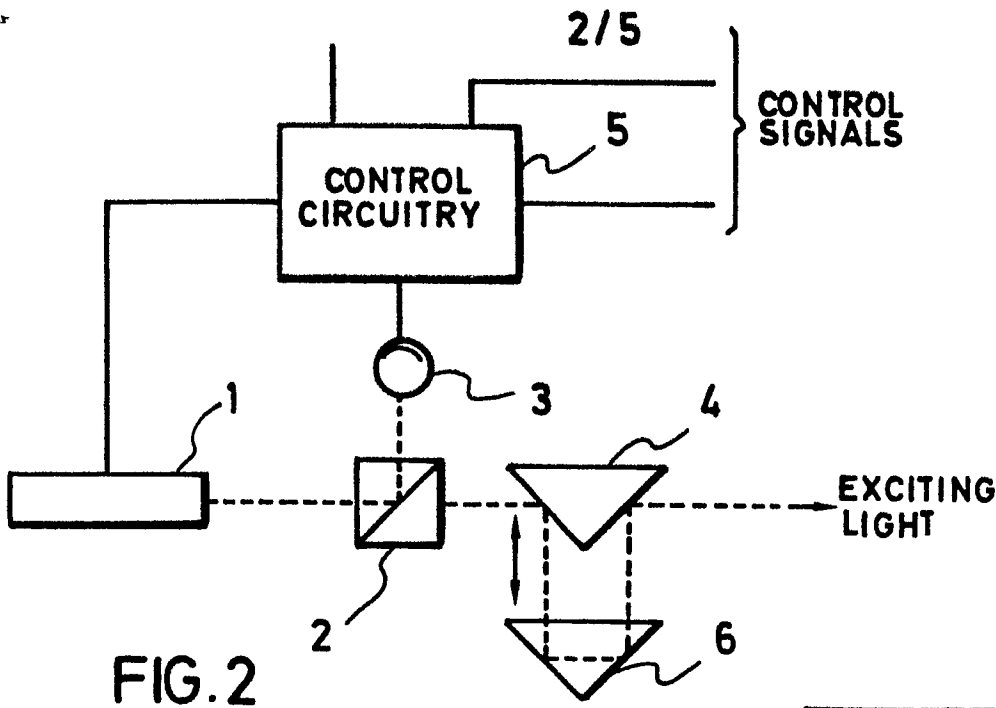 2/5
CONTROL
SIGNALS
5
CONTROL
CIRCUITRY
3
1
4
EXCITING
LIGHT
2
6
FIG.2